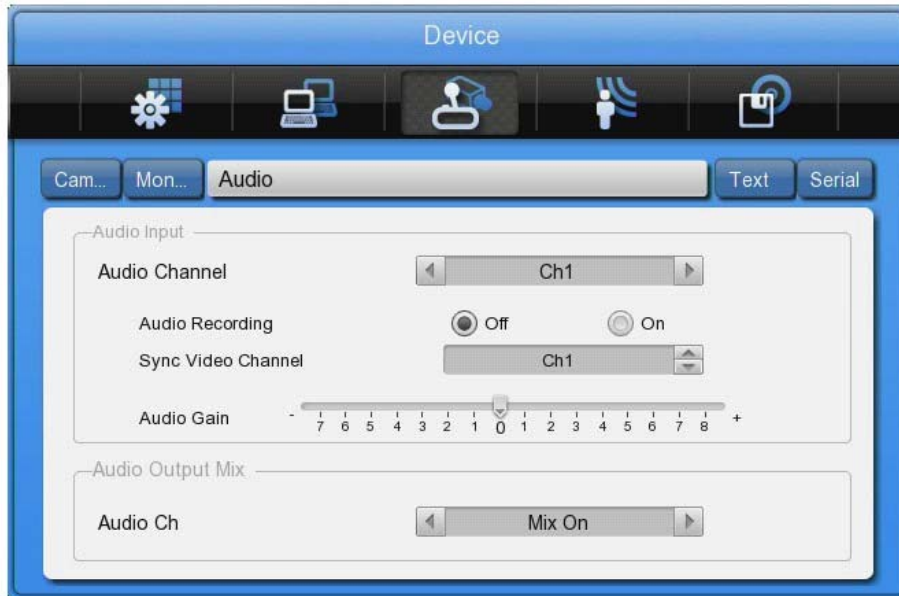 Device
Cam... Mon... Audio Text Serial
Audio Input
Audio Channel Ch1
Audio Recording Off On
Sync Video Channel Ch1
Audio Gain - 7 6 5 4 3 2 1 0 1 2 3 4 5 6 7 8 +
Audio Output Mix
Audio Ch Mix On